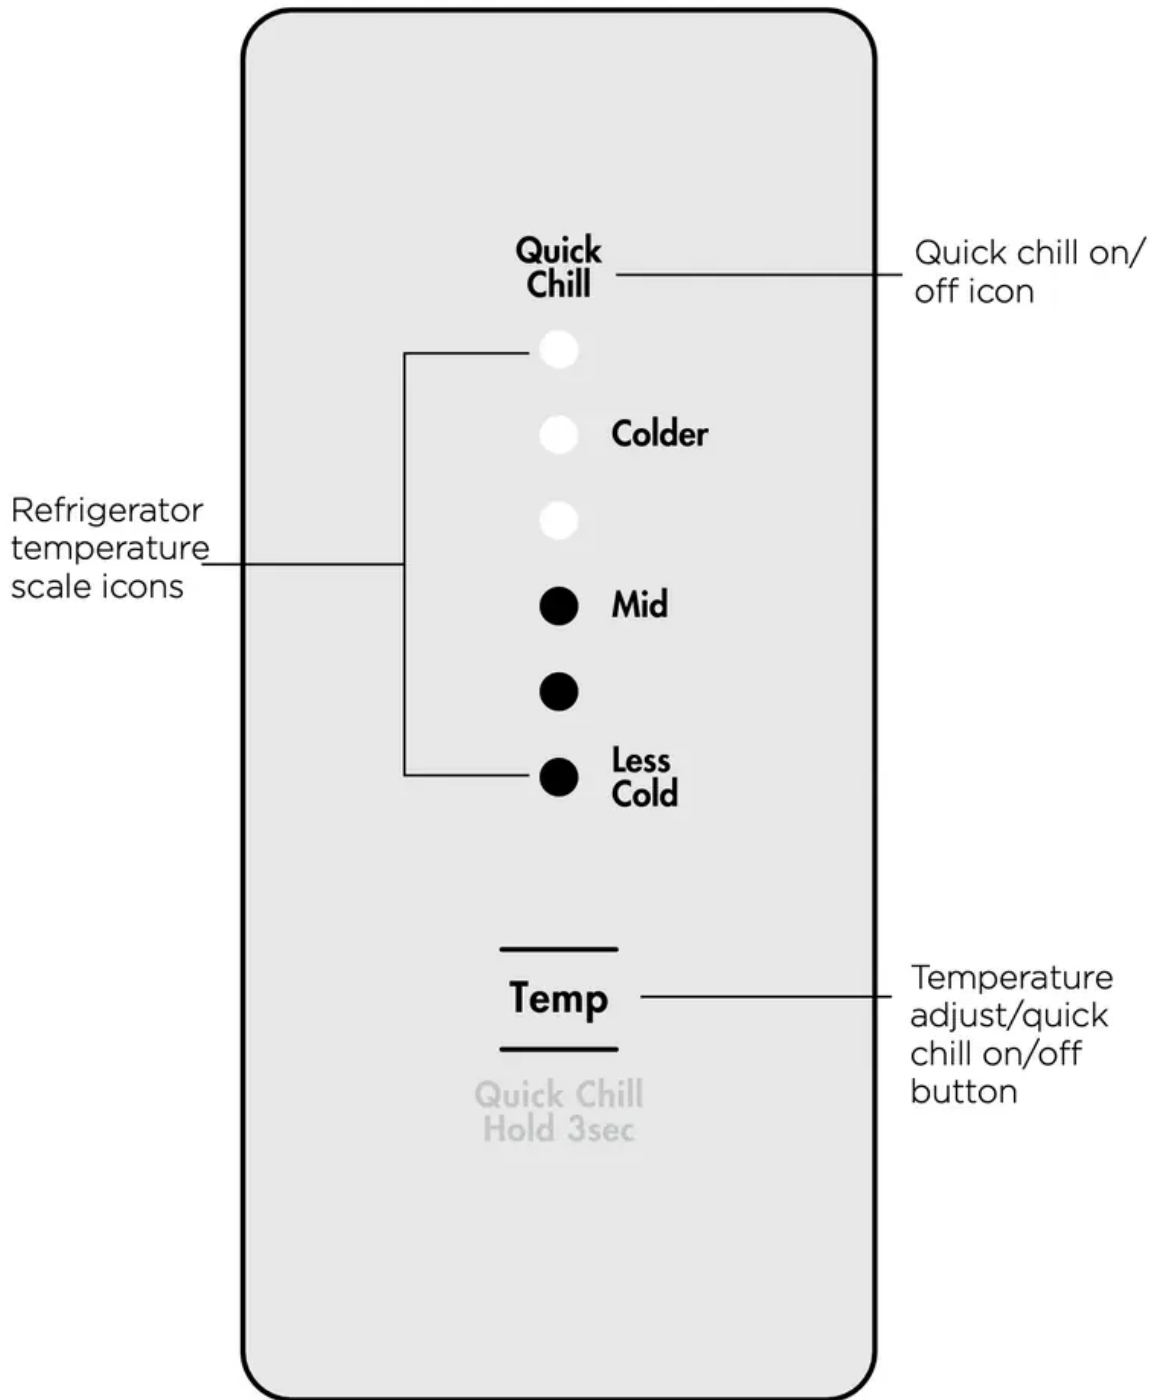 Quick
Chill
Quick chill on/
off icon
Colder
Refrigerator
temperature
scale icons
Mid
Less
Cold
Temp
Temperature
adjust/quick
chill on/off
button
Quick Chill
Hold 3sec